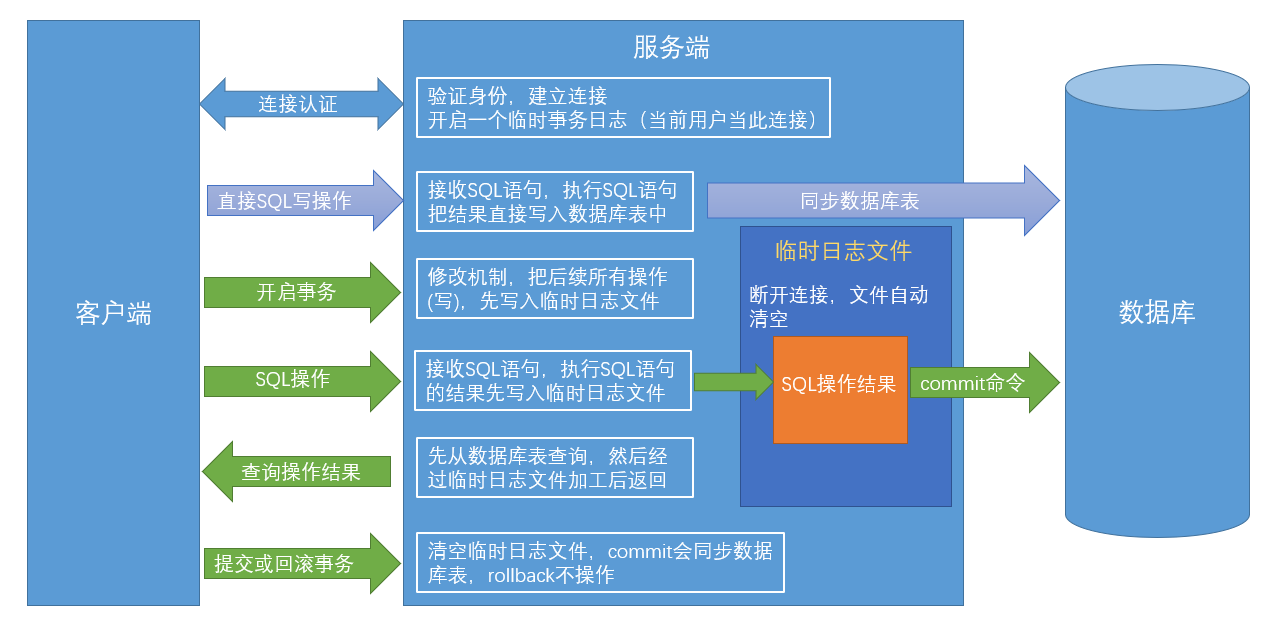 服务端
连接认证
验证身份，建立连接
开启一个临时事务日志（当前用户当此连接）
直接SQL写操作
接收SQL语句，执行SQL语句
把结果直接写入数据库表中
同步数据库表
临时日志文件
断开连接，文件自动
清空
开启事务
修改机制，把后续所有操作
(写)，先写入临时日志文件
客户端
数据库
SQL操作
接收SQL语句，执行SQL语句
的结果先写入临时日志文件
SQL操作结果
commit命令
查询操作结果
先从数据库表查询，然后经
过临时日志文件加工后返回
提交或回滚事务
清空临时日志文件，commit会同步数据
库表，rollback不操作